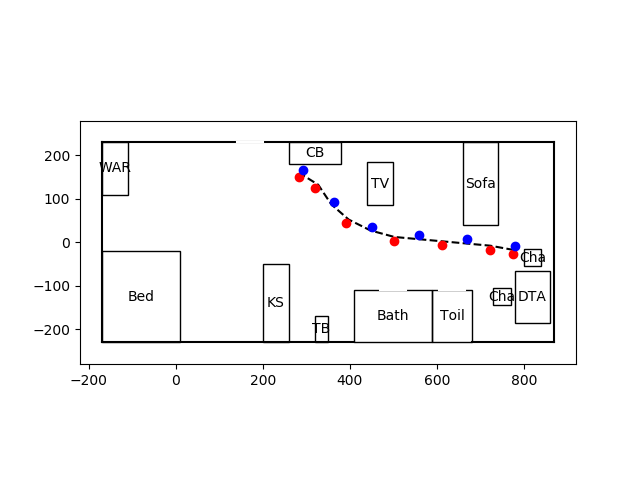 CB
WAR
TV
Sofa
Cha
Bed
KS
TB
Bath
Toil
Cha
DTA
200
100
0
−100
−200
−200
0
200
400
600
800